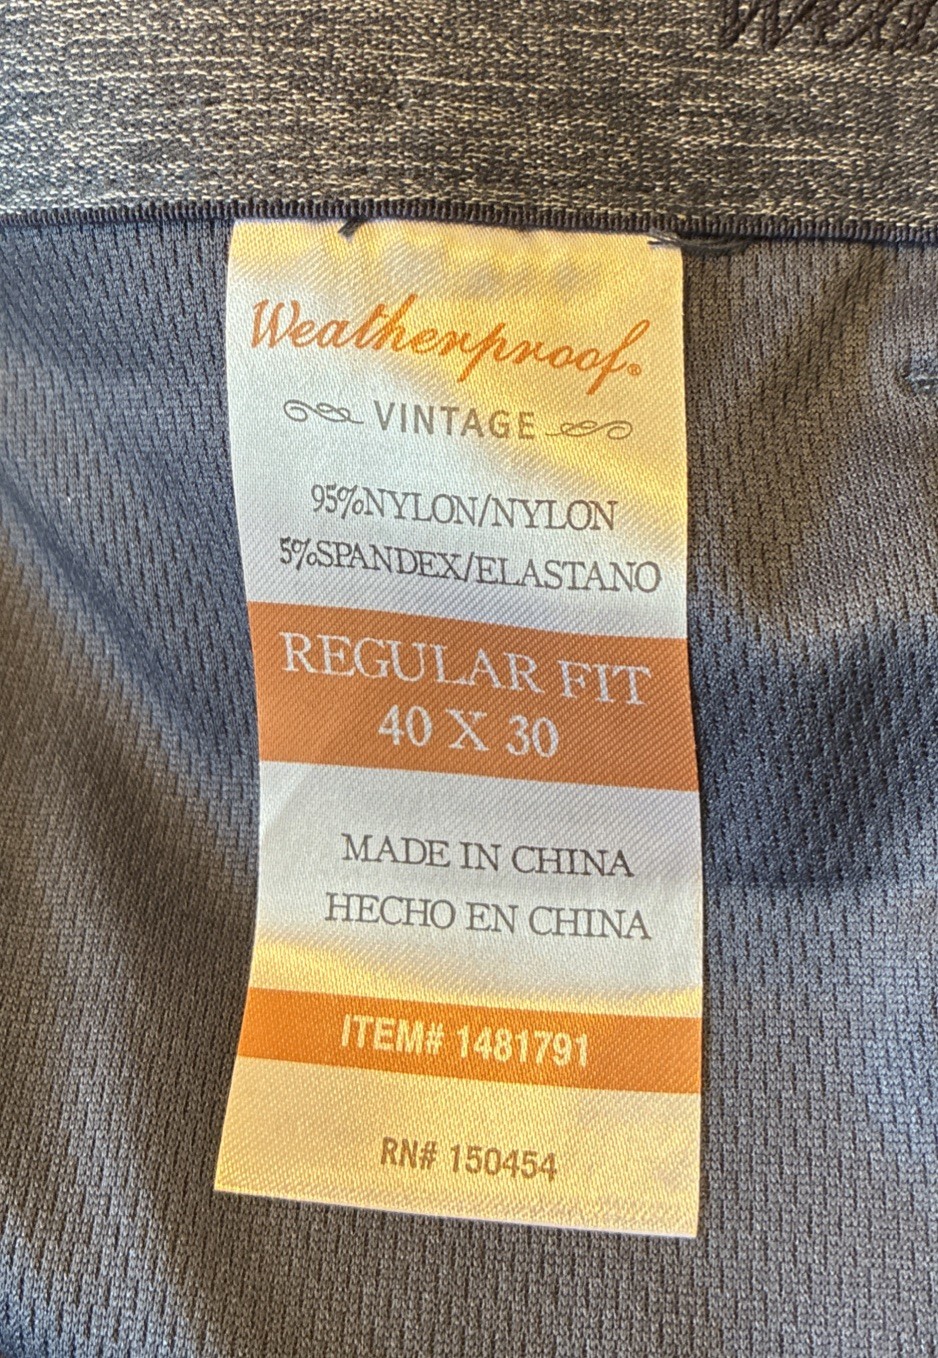 Weatherproof®
VINTAGE
95%NYLON/NYLON
5%SPANDEX/ELASTANO
REGULAR FIT
40 X 30
MADE IN CHINA
HECHO EN CHINA
ITEM# 1481791
RN# 150454